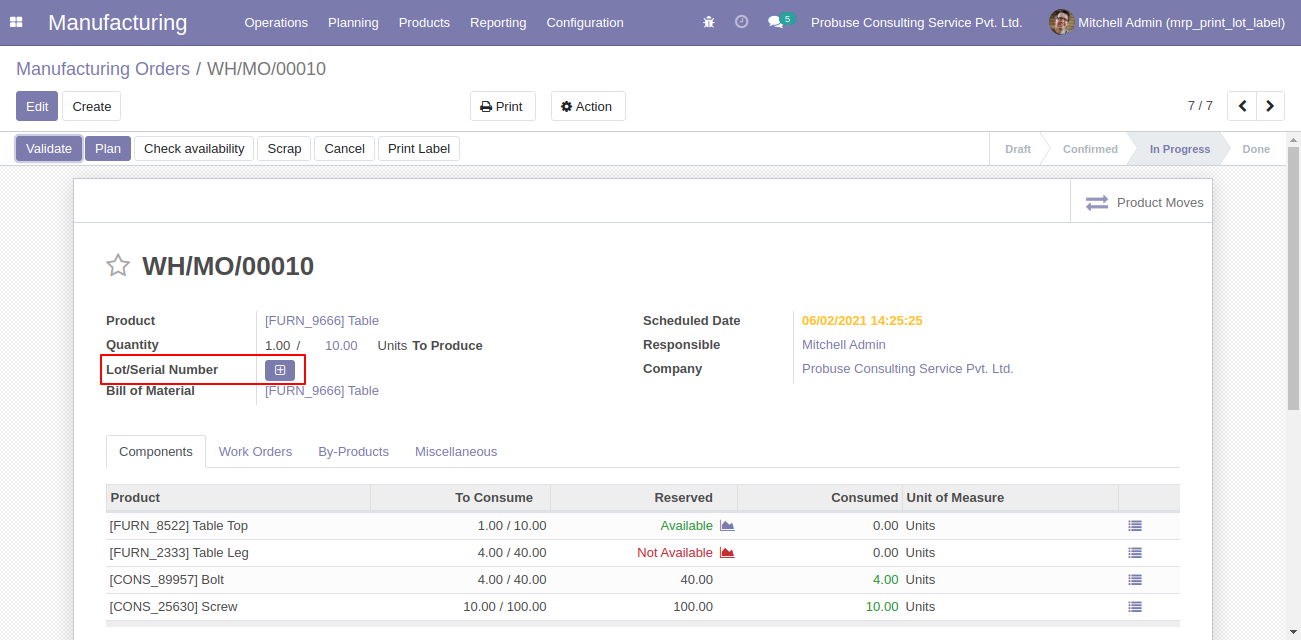 Manufacturing Operations Planning Products Reporting Configuration 5 Probuse Consulting Service Pvt. Ltd. Mitchell Admin (mrp_print_lot_label)
Manufacturing Orders / WH/MO/00010
Edit Create Print Action 7 / 7
Validate Plan Check availability Scrap Cancel Print Label Draft Confirmed In Progress Done
Product Moves
WH/MO/00010
Product [FURN_9666] Table Scheduled Date 06/02/2021 14:25:25
Quantity 1.00 / 10.00 Units To Produce Responsible Mitchell Admin
Lot/Serial Number Company Probuse Consulting Service Pvt. Ltd.
Bill of Material [FURN_9666] Table
Components Work Orders By-Products Miscellaneous
Product To Consume Reserved Consumed Unit of Measure
[FURN_8522] Table Top 1.00 / 10.00 Available 0.00 Units
[FURN_2333] Table Leg 4.00 / 40.00 Not Available 0.00 Units
[CONS_89957] Bolt 4.00 / 40.00 40.00 4.00 Units
[CONS_25630] Screw 10.00 / 100.00 100.00 10.00 Units